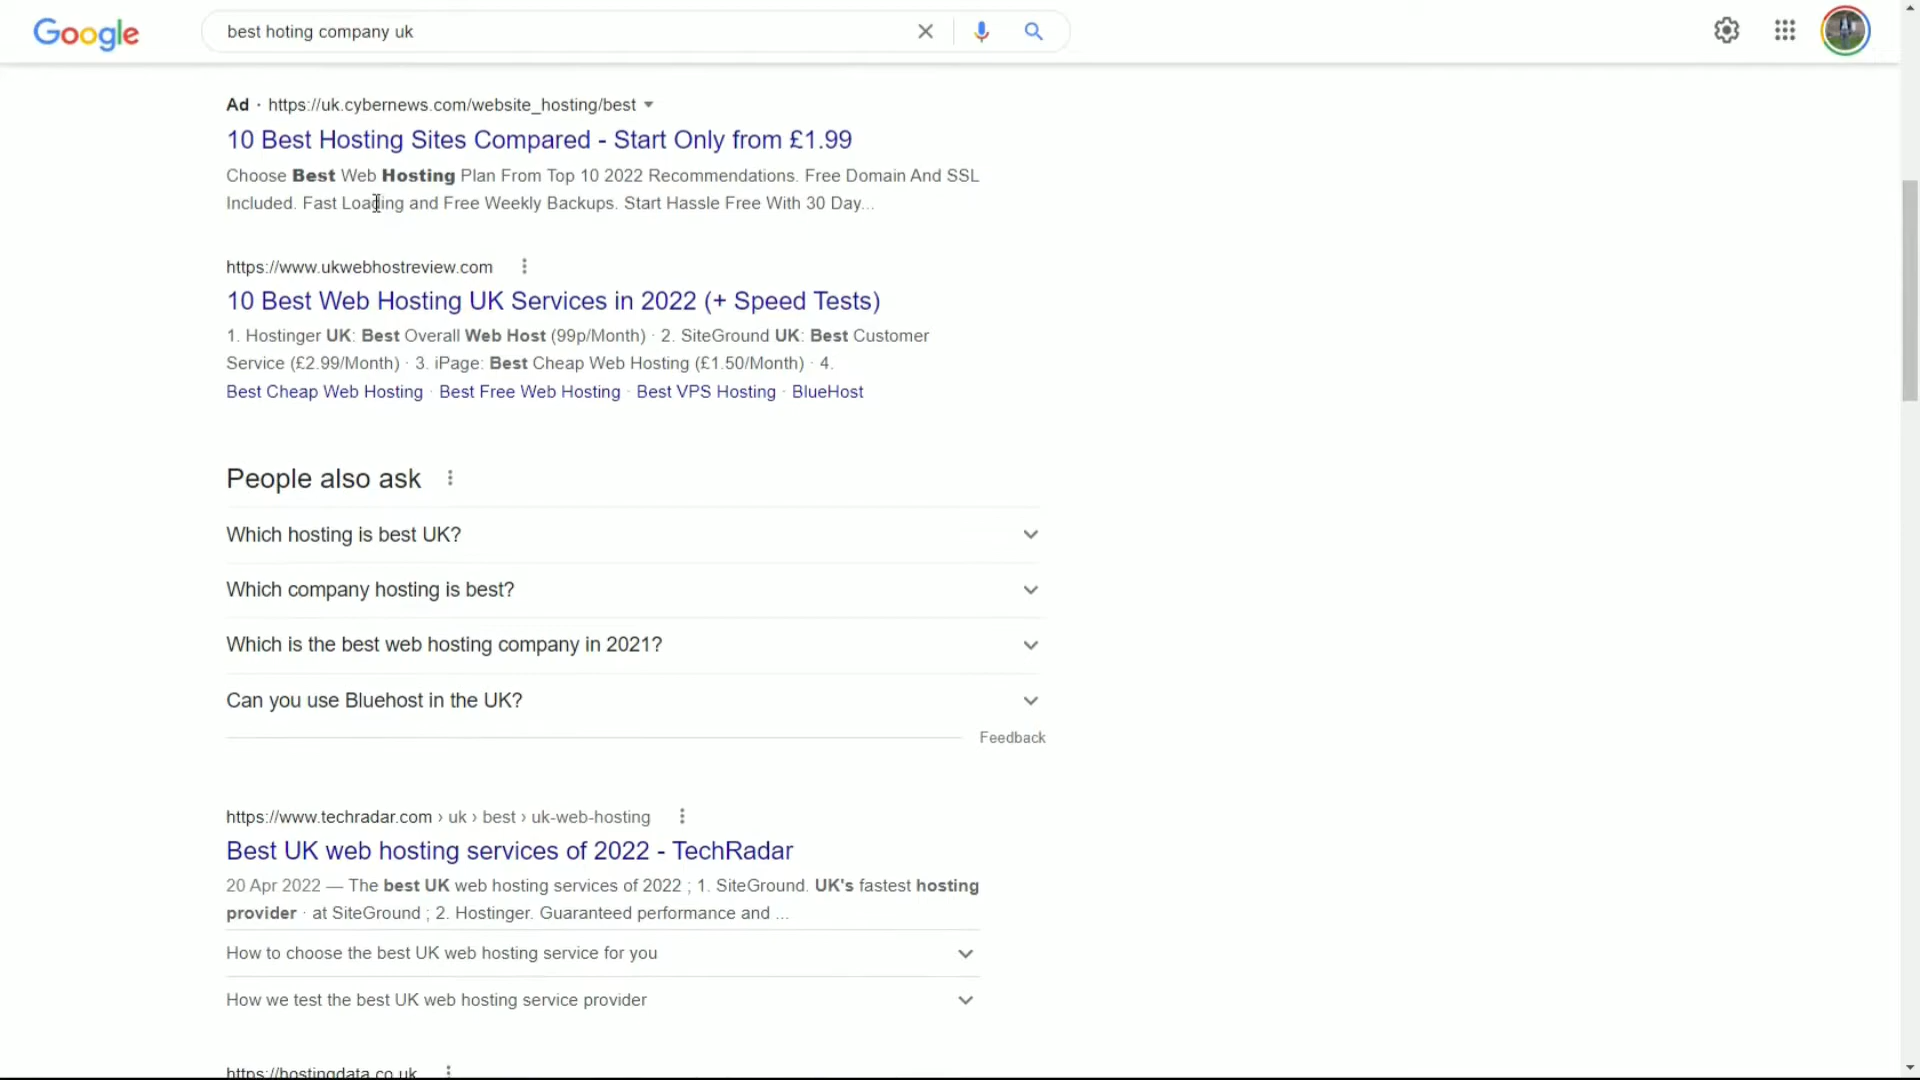 Google
best hoting company uk
Ad · https://uk.cybernews.com/website_hosting/best
10 Best Hosting Sites Compared - Start Only from £1.99
Choose Best Web Hosting Plan From Top 10 2022 Recommendations. Free Domain And SSL
Included. Fast Loading and Free Weekly Backups. Start Hassle Free With 30 Day...
https://www.ukwebhostreview.com
10 Best Web Hosting UK Services in 2022 (+ Speed Tests)
1. Hostinger UK: Best Overall Web Host (99p/Month) · 2. SiteGround UK: Best Customer
Service (£2.99/Month) · 3. iPage: Best Cheap Web Hosting (£1.50/Month) · 4.
Best Cheap Web Hosting · Best Free Web Hosting · Best VPS Hosting · BlueHost
People also ask
Which hosting is best UK?
Which company hosting is best?
Which is the best web hosting company in 2021?
Can you use Bluehost in the UK?
Feedback
https://www.techradar.com › uk › best › uk-web-hosting
Best UK web hosting services of 2022 - TechRadar
20 Apr 2022 — The best UK web hosting services of 2022 ; 1. SiteGround. UK's fastest hosting
provider · at SiteGround ; 2. Hostinger. Guaranteed performance and ...
How to choose the best UK web hosting service for you
How we test the best UK web hosting service provider
https://hostingdata.co.uk